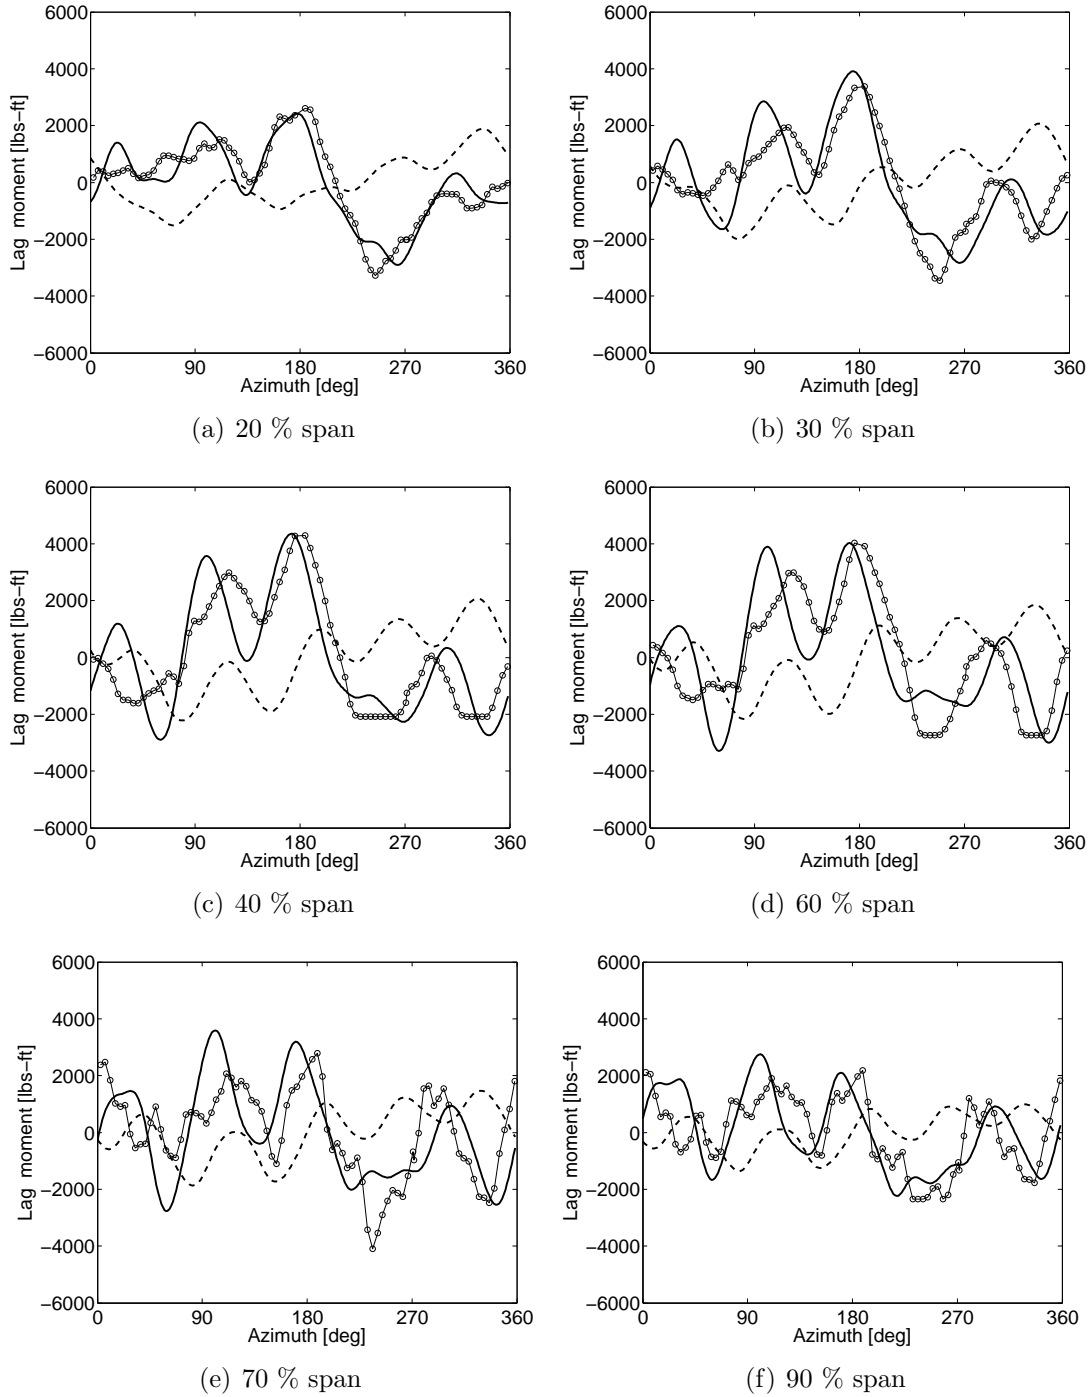 6000
4000
2000
0
−2000
−4000
−6000
Lag moment [lbs−ft]
0 90 180 270 360
Azimuth [deg]
(a) 20 % span
6000
4000
2000
0
−2000
−4000
−6000
Lag moment [lbs−ft]
0 90 180 270 360
Azimuth [deg]
(b) 30 % span
6000
4000
2000
0
−2000
−4000
−6000
Lag moment [lbs−ft]
0 90 180 270 360
Azimuth [deg]
(c) 40 % span
6000
4000
2000
0
−2000
−4000
−6000
Lag moment [lbs−ft]
0 90 180 270 360
Azimuth [deg]
(d) 60 % span
6000
4000
2000
0
−2000
−4000
−6000
Lag moment [lbs−ft]
0 90 180 270 360
Azimuth [deg]
(e) 70 % span
6000
4000
2000
0
−2000
−4000
−6000
Lag moment [lbs−ft]
0 90 180 270 360
Azimuth [deg]
(f) 90 % span